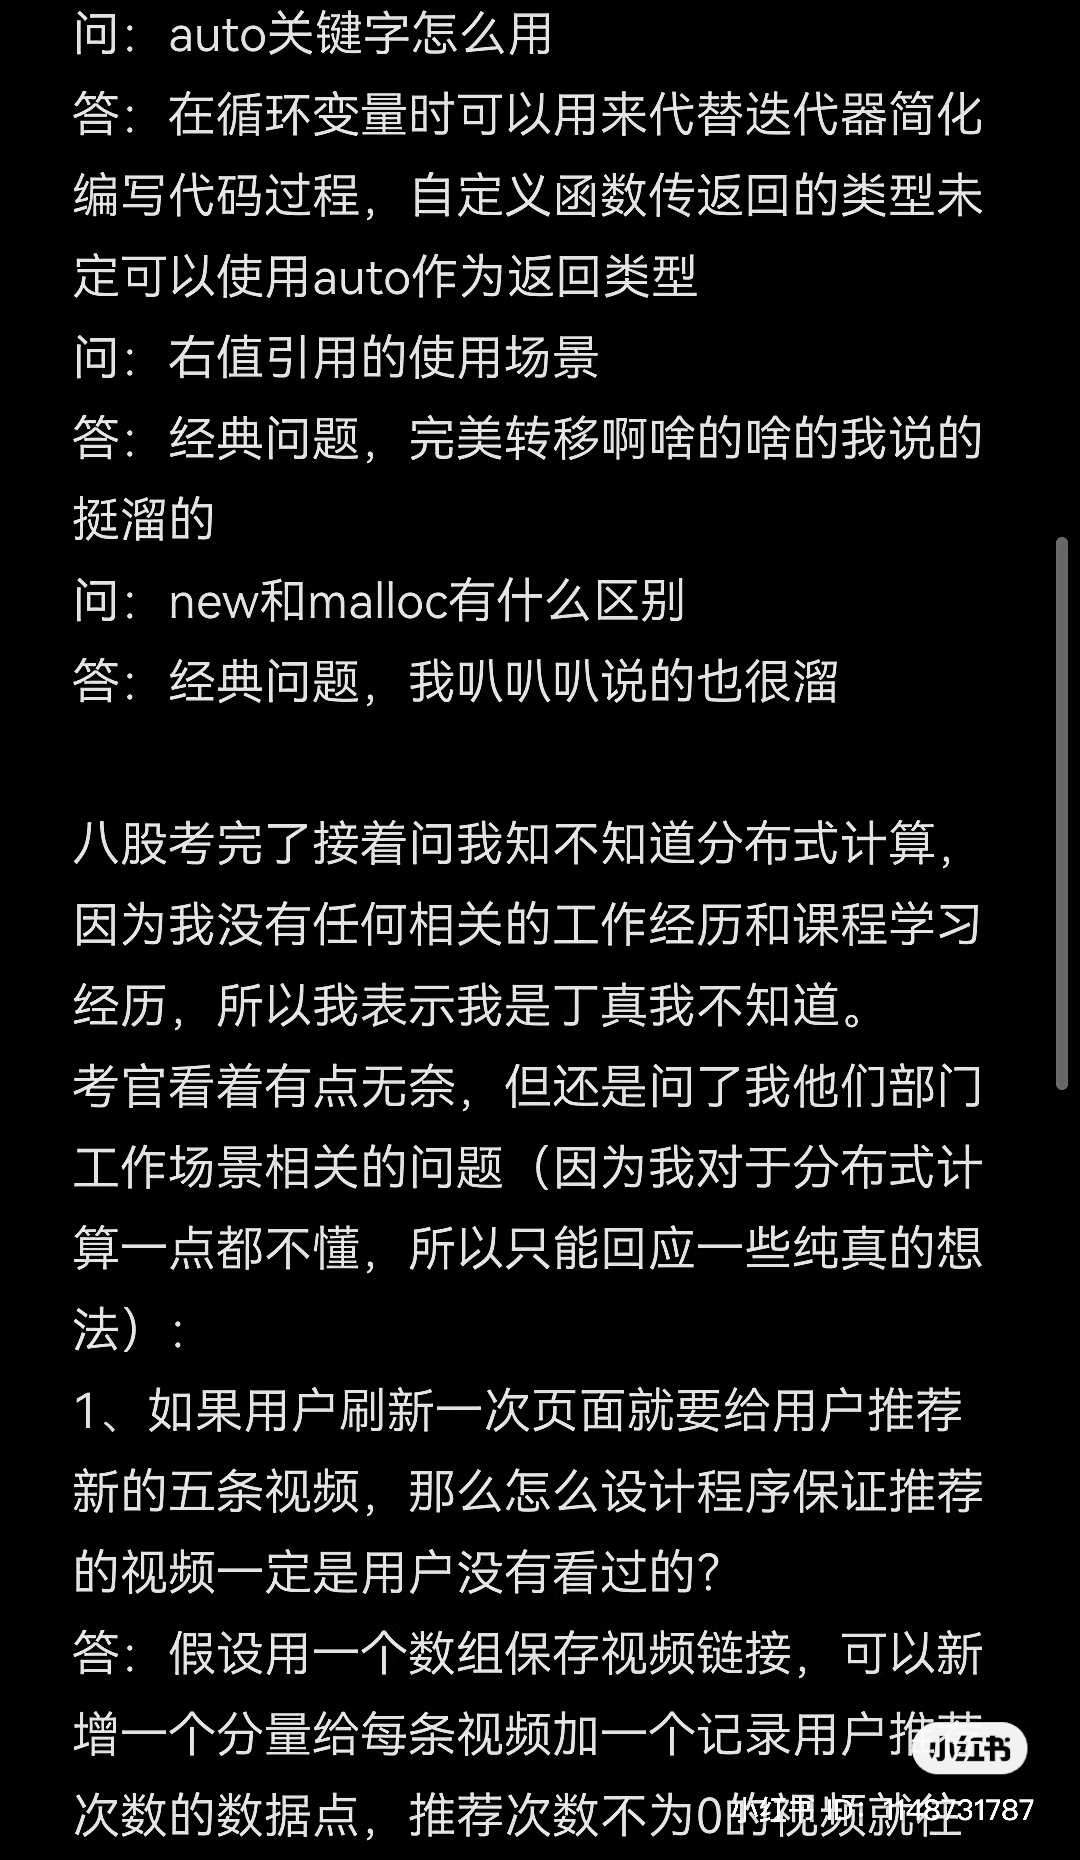 问：auto关键字怎么用
答：在循环变量时可以用来代替迭代器简化
编写代码过程，自定义函数传返回的类型未
定可以使用auto作为返回类型
问：右值引用的使用场景
答：经典问题，完美转移啊啥的啥的我说的
挺溜的
问：new和malloc有什么区别
答：经典问题，我叭叭叭说的也很溜
八股考完了接着问我知不知道分布式计算，
因为我没有任何相关的工作经历和课程学习
经历，所以我表示我是丁真我不知道。
考官看着有点无奈，但还是问了我他们部门
工作场景相关的问题（因为我对于分布式计
算一点都不懂，所以只能回应一些纯真的想
法）：
1、如果用户刷新一次页面就要给用户推荐
新的五条视频，那么怎么设计程序保证推荐
的视频一定是用户没有看过的?
答：假设用一个数组保存视频链接，可以新
增一个分量给每条视频加一个记录用户推荐
小红书
次数的数据点，推荐次数不为0的视频就往
小红书 ID：1148731787